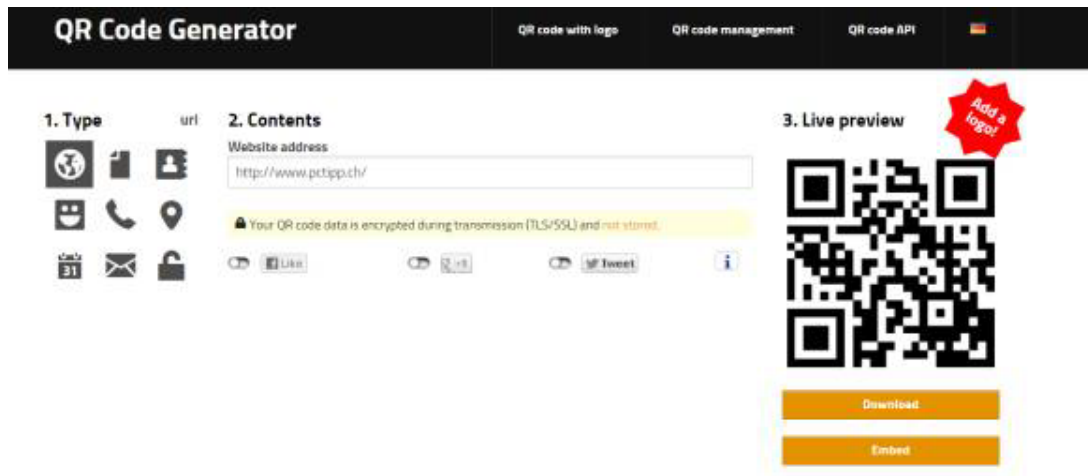 QR Code Generator
QR code with logo
QR code management
QR code API
1. Type
url
2. Contents
Website address
http://www.pctipp.ch/
Your QR code data is encrypted during transmission (TLS/SSL) and not stored.
Like
+1
Tweet
i
31
3. Live preview
Add a
logo!
Download
Embed